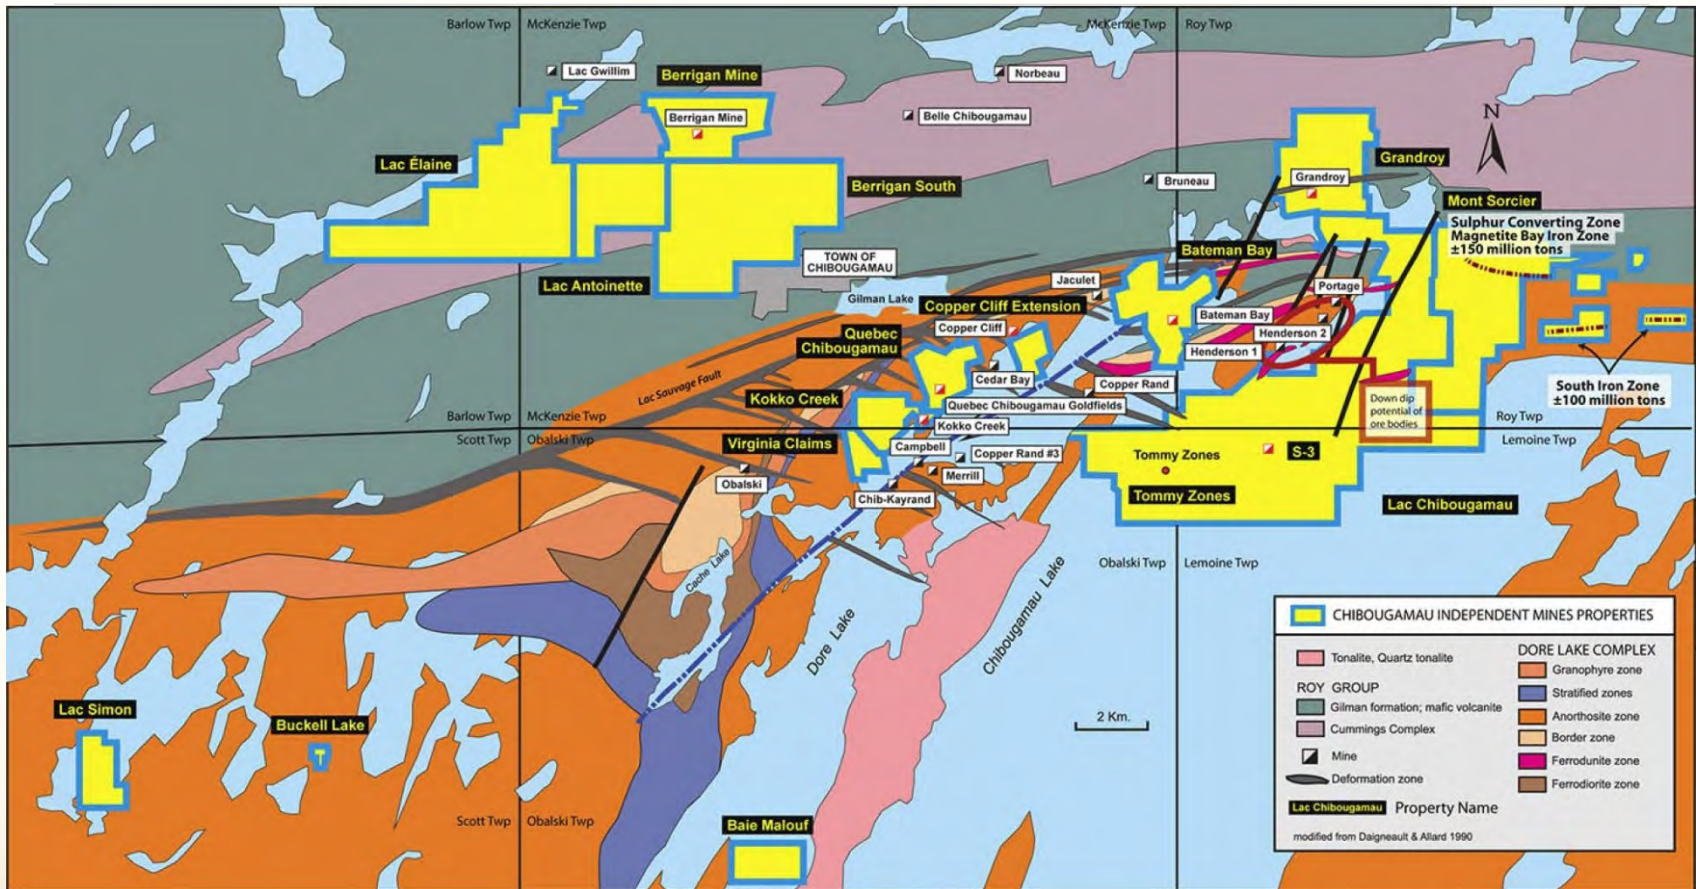 Barlow Twp
McKenzie Twp
McKenzie Twp
Roy Twp
Lac Gwillim
Berrigan Mine
Norbeau
Berrigan Mine
Belle Chibougamau
N
Lac Élaine
Grandroy
Berrigan South
Bruneau
Grandroy
Mont Sorcier
Sulphur Converting Zone
Magnetite Bay Iron Zone
±150 million tons
Bateman Bay
TOWN OF
CHIBOUGAMAU
Lac Antoinette
Gilman Lake
Jaculet
Portage
Copper Cliff Extension
Bateman Bay
Copper Cliff
Henderson 2
Quebec
Chibougamau
Henderson 1
Lac Sauvage Fault
Cedar Bay
Copper Rand
South Iron Zone
±100 million tons
Kokko Creek
Quebec Chibougamau Goldfields
Down dip
potential of
ore bodies
Barlow Twp
McKenzie Twp
Roy Twp
Kokko Creek
Scott Twp
Obalski Twp
Virginia Claims
Lemoine Twp
Campbell
Copper Rand #3
Tommy Zones
S-3
Obalski
Merrill
Chib-Kayrand
Tommy Zones
Lac Chibougamau
Cache Lake
Obalski Twp
Lemoine Twp
Dore Lake
Chibougamau Lake
CHIBOUGAMAU INDEPENDENT MINES PROPERTIES
Tonalite, Quartz tonalite
ROY GROUP
Gilman formation; mafic volcanite
Cummings Complex
Mine
Deformation zone
Lac Chibougamau
Property Name
modified from Daigneault & Allard 1990
DORE LAKE COMPLEX
Granophyre zone
Stratified zones
Anorthosite zone
Border zone
Ferrodunite zone
Ferrodiorite zone
2 Km.
Lac Simon
Buckell Lake
Scott Twp
Obalski Twp
Baie Malouf